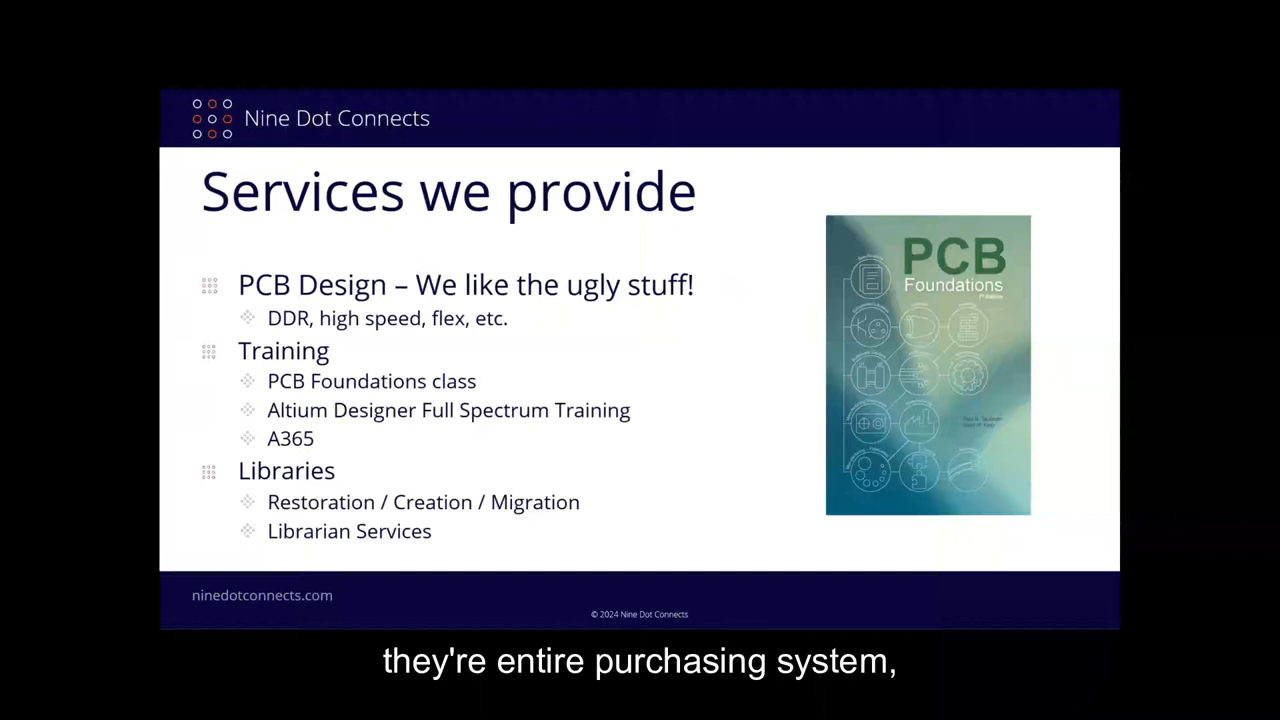 Nine Dot Connects
Services we provide
PCB Design – We like the ugly stuff!
DDR, high speed, flex, etc.
Training
PCB Foundations class
Altium Designer Full Spectrum Training
A365
Libraries
Restoration / Creation / Migration
Librarian Services
PCB
Foundations
ninedotconnects.com
© 2024 Nine Dot Connects
they're entire purchasing system,